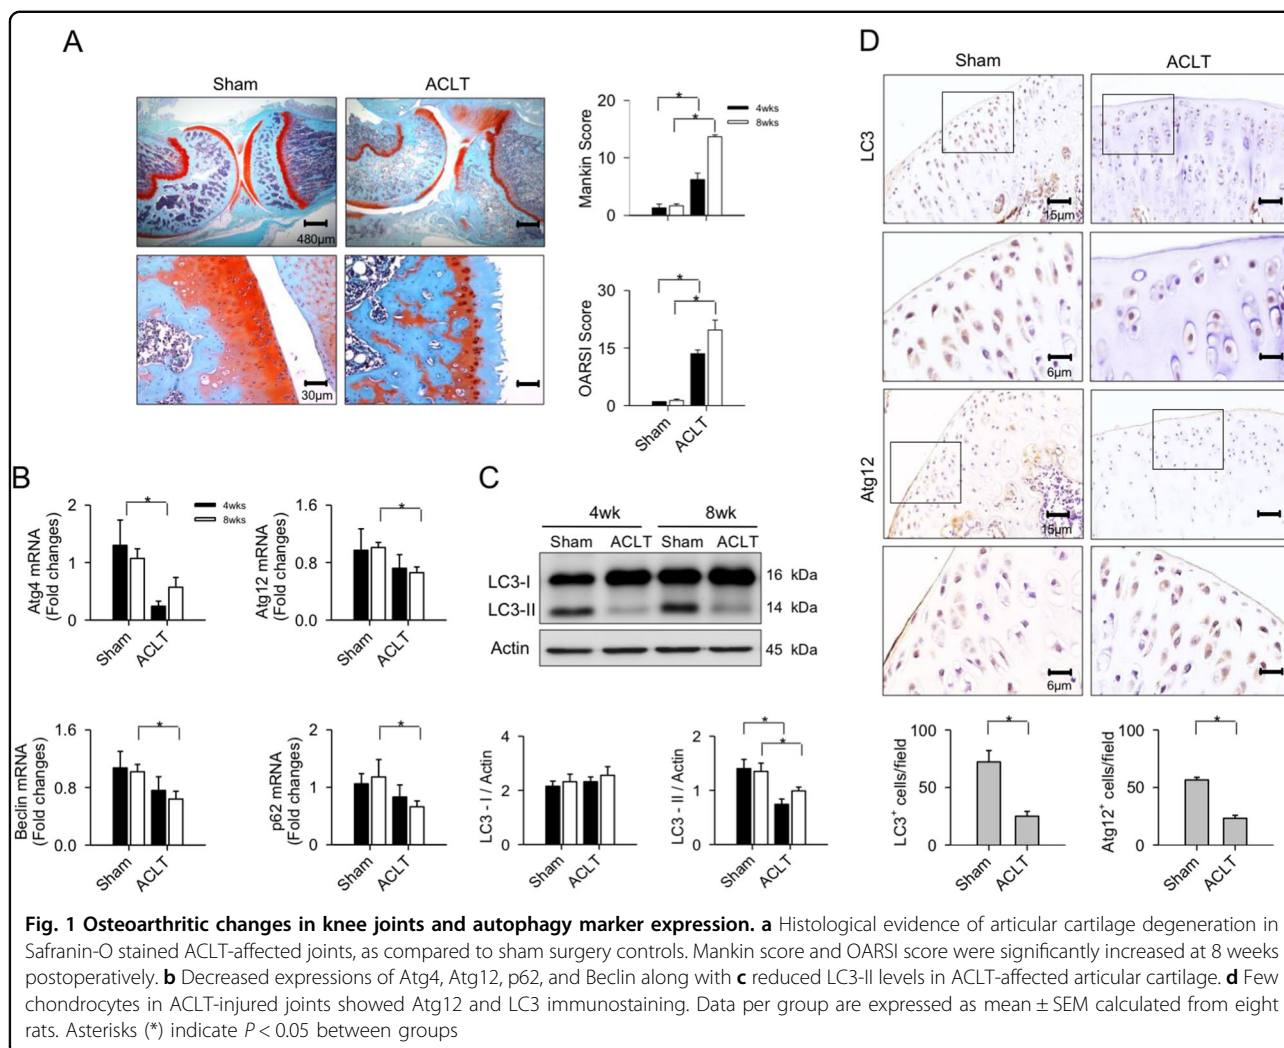 A
Sham
ACLT
480μm
30μm
Mankin Score
20
10
0
*
*
4wks
8wks
OARSI Score
30
15
0
*
*
Sham
ACLT
B
Atg4 mRNA
(Fold changes)
2
1
0
*
4wks
8wks
Sham
ACLT
Atg12 mRNA
(Fold changes)
1.6
0.8
0.0
*
Sham
ACLT
Beclin mRNA
(Fold changes)
1.6
0.8
0.0
*
Sham
ACLT
p62 mRNA
(Fold changes)
2
1
0
*
Sham
ACLT
C
4wk
8wk
Sham
ACLT
Sham
ACLT
LC3-I
16 kDa
LC3-II
14 kDa
Actin
45 kDa
LC3 - I / Actin
4
2
0
Sham
ACLT
LC3 - II / Actin
2
1
0
*
*
Sham
ACLT
D
Sham
ACLT
LC3
15μm
6μm
Atg12
15μm
6μm
LC3+ cells/field
100
50
0
*
Sham
ACLT
Atg12+ cells/field
100
50
0
*
Sham
ACLT
Fig. 1 Osteoarthritic changes in knee joints and autophagy marker expression. a Histological evidence of articular cartilage degeneration in
Safranin-O stained ACLT-affected joints, as compared to sham surgery controls. Mankin score and OARSI score were significantly increased at 8 weeks
postoperatively. b Decreased expressions of Atg4, Atg12, p62, and Beclin along with c reduced LC3-II levels in ACLT-affected articular cartilage. d Few
chondrocytes in ACLT-injured joints showed Atg12 and LC3 immunostaining. Data per group are expressed as mean ± SEM calculated from eight
rats. Asterisks (*) indicate P < 0.05 between groups